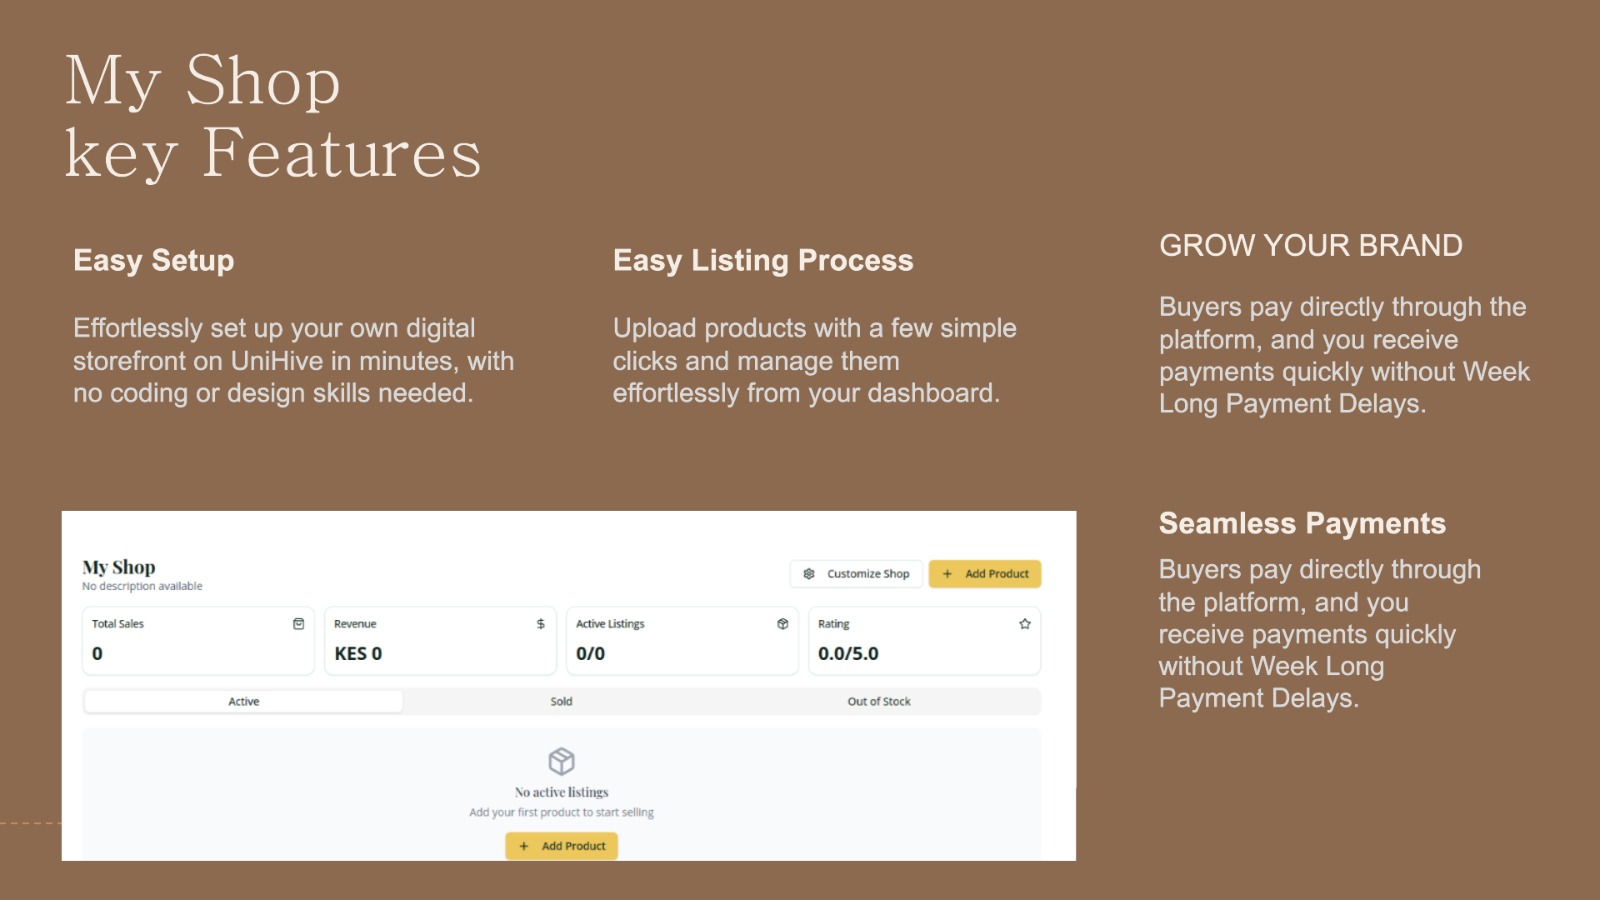 My Shop
key Features
Easy Setup
Effortlessly set up your own digital
storefront on UniHive in minutes, with
no coding or design skills needed.
Easy Listing Process
Upload products with a few simple
clicks and manage them
effortlessly from your dashboard.
GROW YOUR BRAND
Buyers pay directly through the
platform, and you receive
payments quickly without Week
Long Payment Delays.
Seamless Payments
Buyers pay directly through
the platform, and you
receive payments quickly
without Week Long
Payment Delays.
My Shop
No description available
Customize Shop
+ Add Product
Total Sales
0
Revenue
$
KES 0
Active Listings
0/0
Rating
0.0/5.0
Active
Sold
Out of Stock
No active listings
Add your first product to start selling
+ Add Product